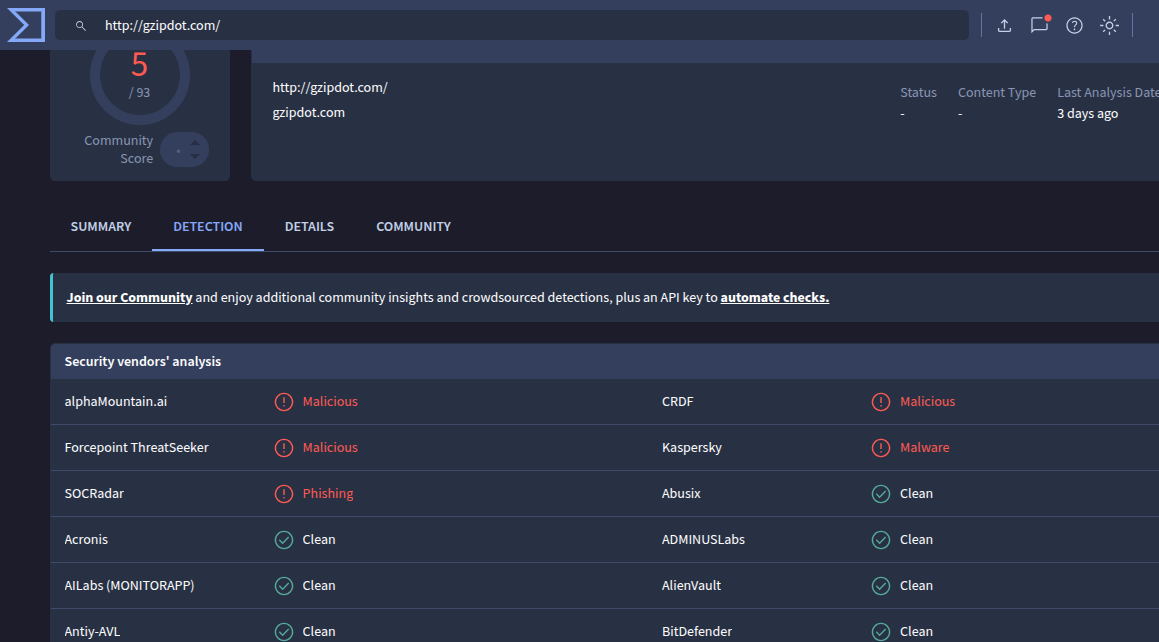 http://gzipdot.com/
5
/ 93
Community
Score
http://gzipdot.com/
gzipdot.com
Status
Content Type
Last Analysis Date
-
-
3 days ago
SUMMARY DETECTION DETAILS COMMUNITY
Join our Community and enjoy additional community insights and crowdsourced detections, plus an API key to automate checks.
Security vendors' analysis
alphaMountain.ai Malicious CRDF Malicious
Forcepoint ThreatSeeker Malicious Kaspersky Malware
SOCRadar Phishing Abusix Clean
Acronis Clean ADMINUSLabs Clean
AILabs (MONITORAPP) Clean AlienVault Clean
Antiy-AVL Clean BitDefender Clean